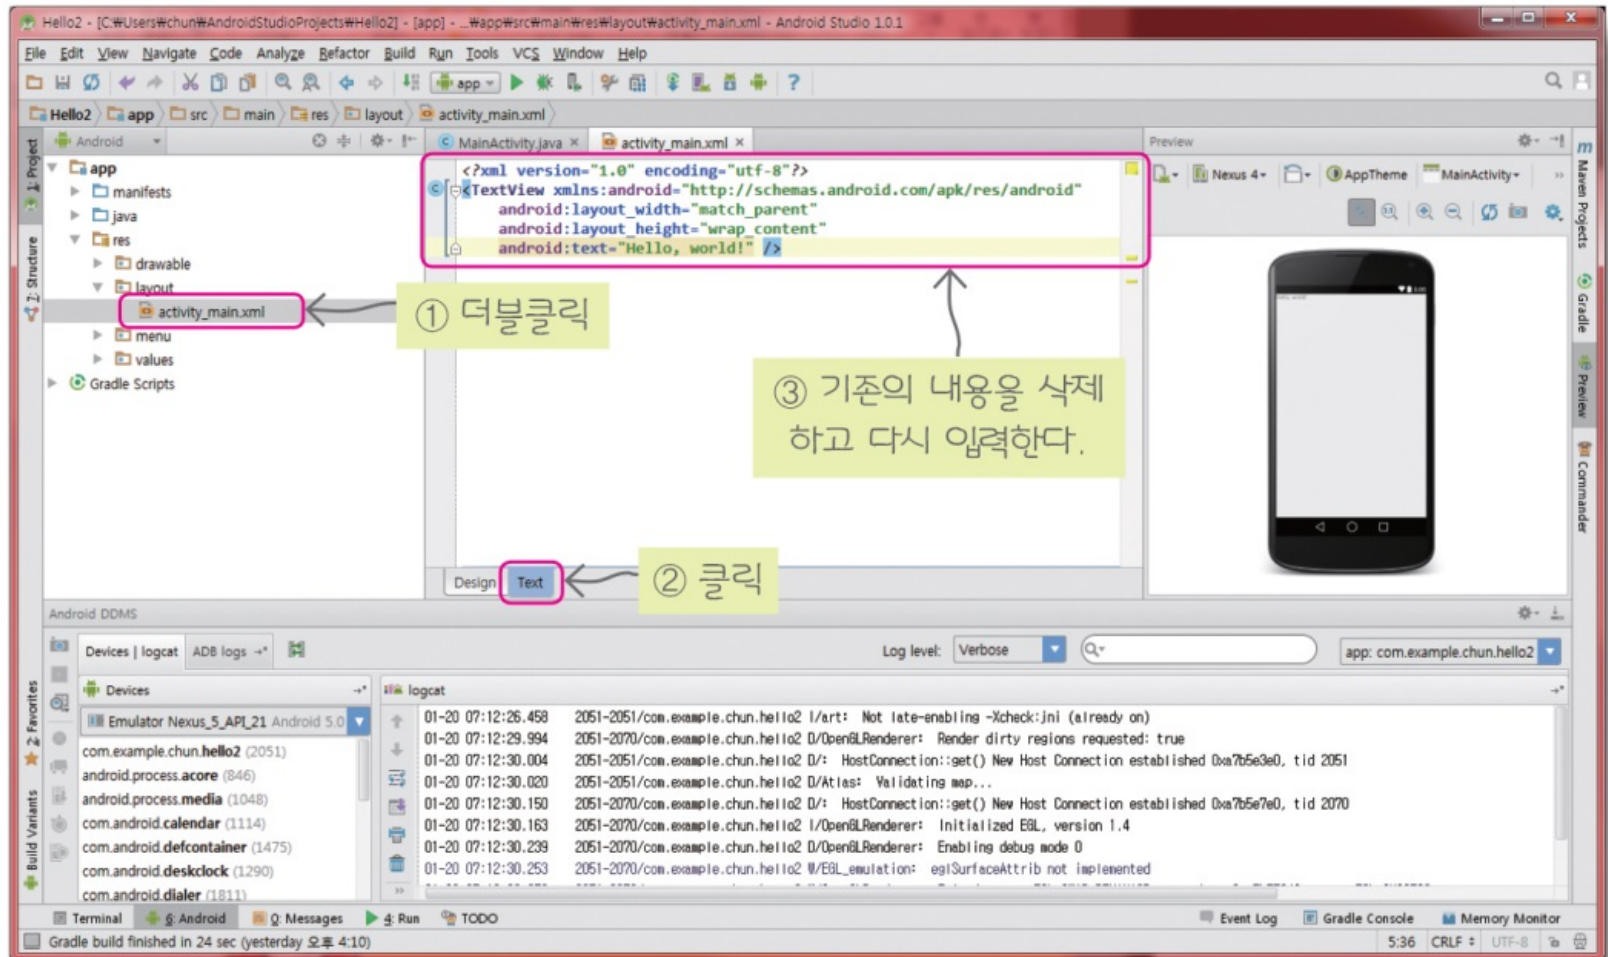 Hello2 - [C:₩Users₩chun₩AndroidStudioProjects₩Hello2] - [app] - ...₩app₩src₩main₩res₩layout₩activity_main.xml - Android Studio 1.0.1
File Edit View Navigate Code Analyze Refactor Build Run Tools VCS Window Help
app
Hello2 app src main res layout activity_main.xml
1: Project
Android
MainActivity.java
activity_main.xml
Preview
app
manifests
java
res
drawable
layout
activity_main.xml
menu
values
Gradle Scripts
① 더블클릭
<?xml version="1.0" encoding="utf-8"?>
<TextView xmlns:android="http://schemas.android.com/apk/res/android"
android:layout_width="match_parent"
android:layout_height="wrap_content"
android:text="Hello, world!" />
③ 기존의 내용을 삭제
하고 다시 입력한다.
Design Text
② 클릭
Nexus 4 AppTheme MainActivity
Maven Projects
Gradle
Preview
Commander
Z: Structure
2: Favorites
Build Variants
Android DDMS
Devices | logcat ADB logs
Log level: Verbose
app: com.example.chun.hello2
Devices
Emulator Nexus_5_API_21 Android 5.0
com.example.chun.hello2 (2051)
android.process.acore (846)
android.process.media (1048)
com.android.calendar (1114)
com.android.defcontainer (1475)
com.android.deskclock (1290)
com.android.dialer (1811)
logcat
01-20 07:12:26.458 2051-2051/com.example.chun.hello2 I/art: Not late-enabling -Xcheck:jni (already on)
01-20 07:12:29.994 2051-2070/com.example.chun.hello2 D/OpenGLRenderer: Render dirty regions requested: true
01-20 07:12:30.004 2051-2051/com.example.chun.hello2 D/: HostConnection::get() New Host Connection established 0xa7b5e3e0, tid 2051
01-20 07:12:30.020 2051-2051/com.example.chun.hello2 D/Atlas: Validating map...
01-20 07:12:30.150 2051-2070/com.example.chun.hello2 D/: HostConnection::get() New Host Connection established 0xa7b5e7e0, tid 2070
01-20 07:12:30.163 2051-2070/com.example.chun.hello2 I/OpenGLRenderer: Initialized EGL, version 1.4
01-20 07:12:30.239 2051-2070/com.example.chun.hello2 D/OpenGLRenderer: Enabling debug mode 0
01-20 07:12:30.253 2051-2070/com.example.chun.hello2 W/EGL_emulation: eglSurfaceAttrib not implemented
Terminal 6: Android 0: Messages 4: Run TODO
Event Log Gradle Console Memory Monitor
Gradle build finished in 24 sec (yesterday 오후 4:10)
5:36 CRLF UTF-8